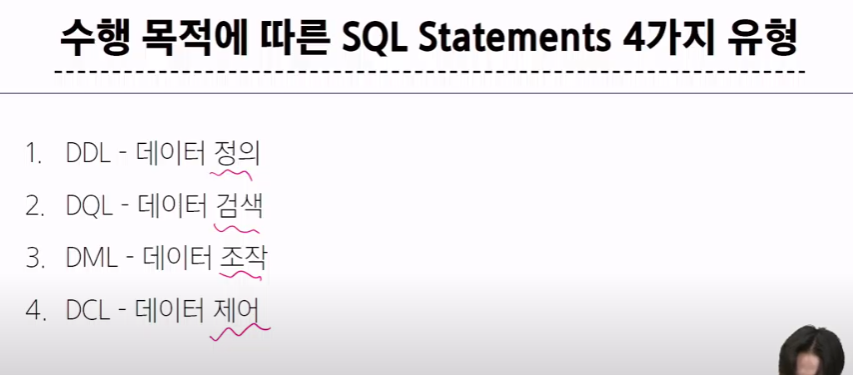 수행 목적에 따른 SQL Statements 4가지 유형
1. DDL - 데이터 정의
2. DQL - 데이터 검색
3. DML - 데이터 조작
4. DCL - 데이터 제어